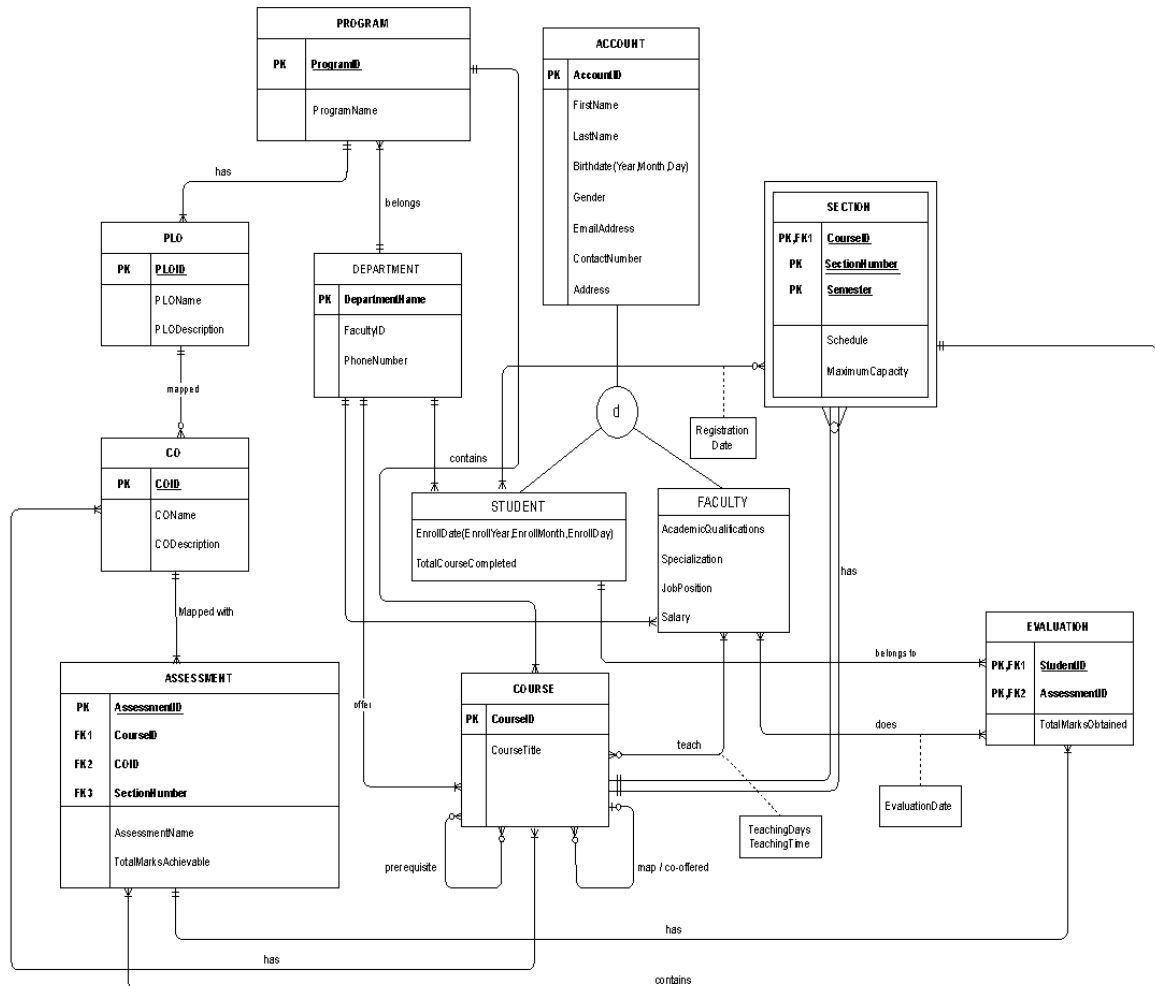 PROGRAM
PK ProgramID
ProgramName
ACCOUNT
PK AccountID
FirstName
LastName
Birthdate(Year,Month,Day)
Gender
EmailAddress
ContactNumber
Address
has
belongs
SECTION
PK,FK1 CourseID
PK SectionNumber
PK Semester
Schedule
MaximumCapacity
PLO
PK PLOID
PLOName
PLODescription
DEPARTMENT
PK DepartmentName
FacultyID
PhoneNumber
mapped
d
Registration
Date
contains
CO
PK COID
COName
CODescription
STUDENT
EnrollDate(EnrollYear,EnrollMonth,EnrollDay)
TotalCourseCompleted
FACULTY
AcademicQualifications
Specialization
JobPosition
Salary
has
Mapped with
belongs to
EVALUATION
PK,FK1 StudentID
PK,FK2 AssessmentID
TotalMarksObtained
ASSESSMENT
PK AssessmentID
FK1 CourseID
FK2 COID
FK3 SectionNumber
AssessmentName
TotalMarksAchievable
offer
COURSE
PK CourseID
CourseTitle
teach
does
EvaluationDate
TeachingDays
TeachingTime
prerequisite
map / co-offered
has
has
contains